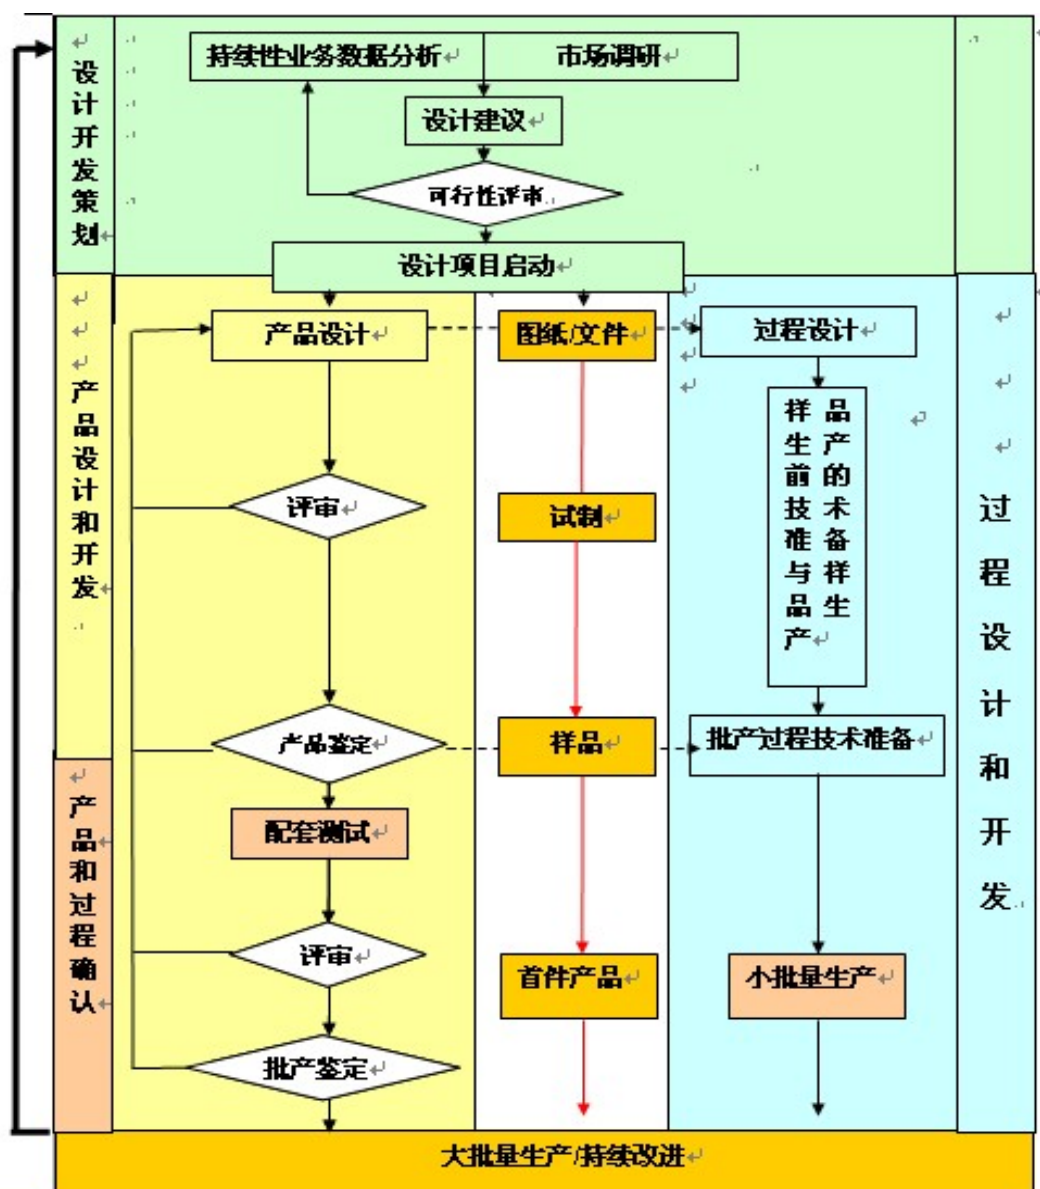 设计开发策划
持续性业务数据分析
市场调研
设计建议
可行性评审
设计项目启动
产品设计和开发
产品设计
图纸/文件
过程设计
样品
生产
前的
技术
准备
与样
品生
产
评审
试制
产品鉴定
样品
批产过程技术准备
过程设计和开发
产品和过程确认
配套测试
评审
首件产品
小批量生产
批产鉴定
大批量生产/持续改进